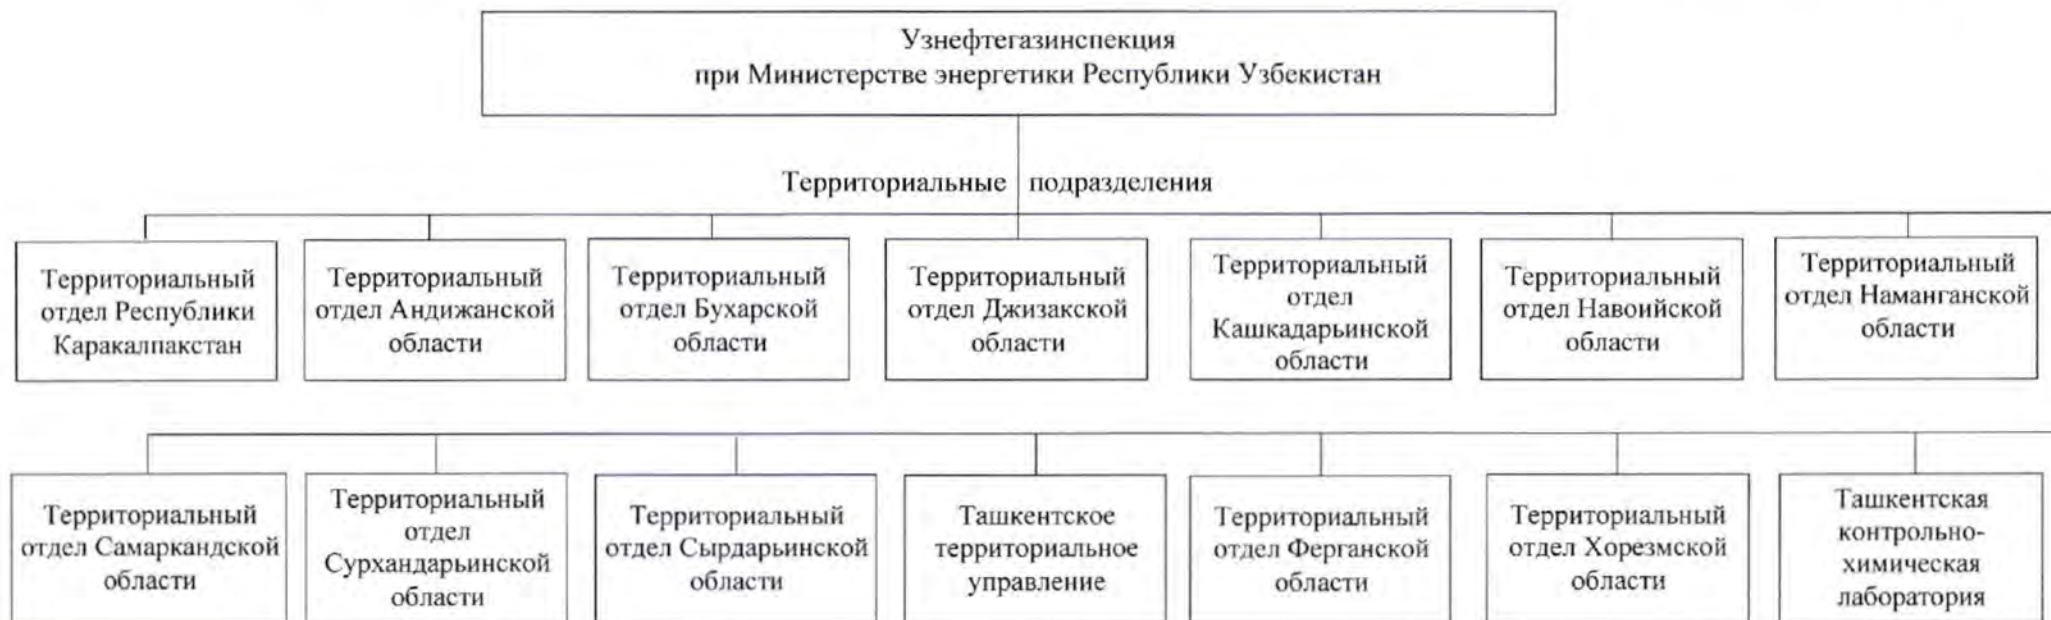 Узнефтегазинспекция
при Министерстве энергетики Республики Узбекистан
Территориальные подразделения
Территориальный
отдел Республики
Каракалпакстан
Территориальный
отдел Андижанской
области
Территориальный
отдел Бухарской
области
Территориальный
отдел Джизакской
области
Территориальный
отдел
Кашкадарьинской
области
Территориальный
отдел Навоийской
области
Территориальный
отдел Наманганской
области
Территориальный
отдел Самаркандской
области
Территориальный
отдел
Сурхандарьинской
области
Территориальный
отдел Сырдарьинской
области
Ташкентское
территориальное
управление
Территориальный
отдел Ферганской
области
Территориальный
отдел Хорезмской
области
Ташкентская
контрольно-
химическая
лаборатория